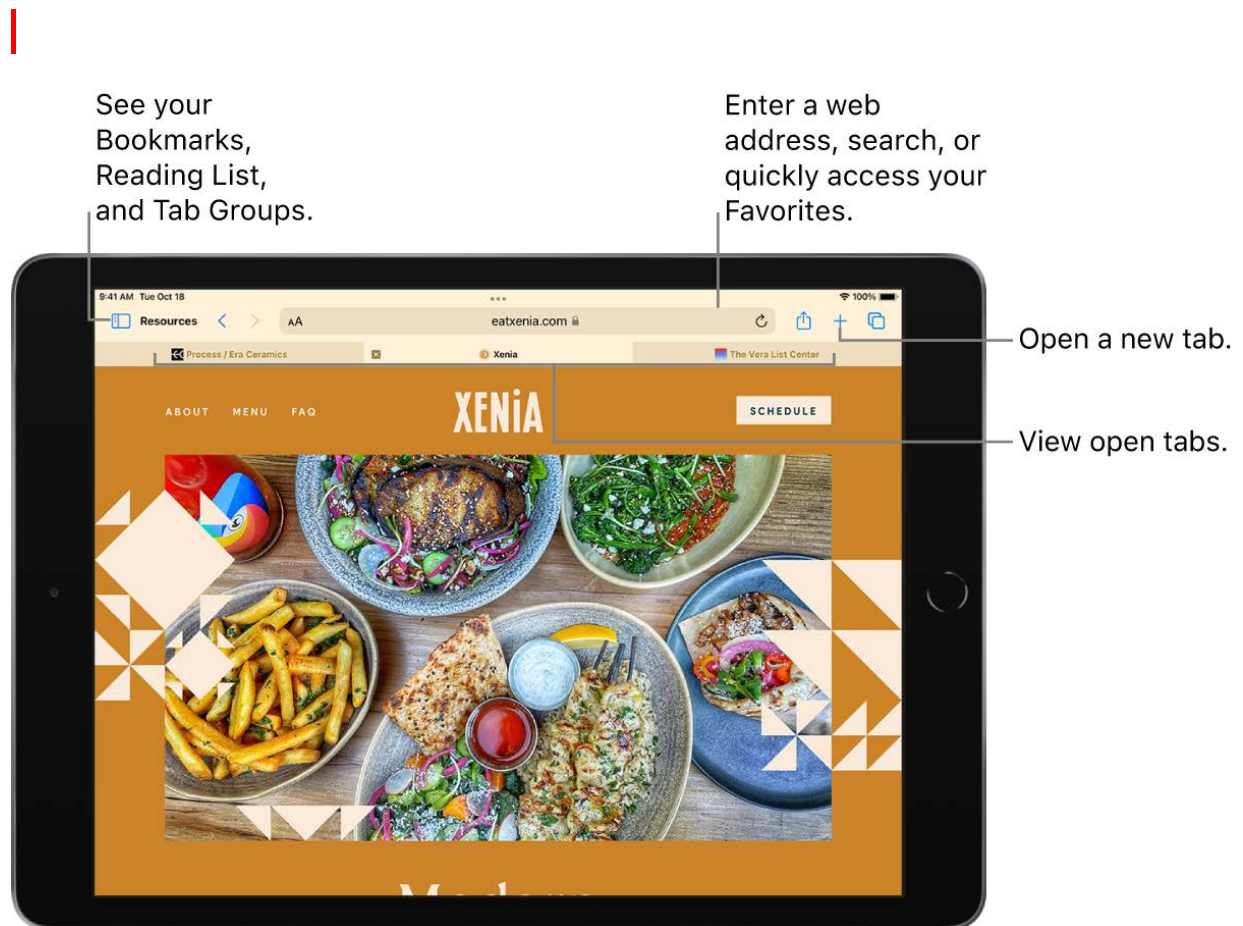 See your
Bookmarks,
Reading List,
and Tab Groups.
Enter a web
address, search, or
quickly access your
Favorites.
9:41 AM Tue Oct 18
100%
Resources
AA
eatxenia.com
Process / Era Ceramics
Xenia
The Vera List Center
Open a new tab.
ABOUT MENU FAQ
XENiA
SCHEDULE
View open tabs.